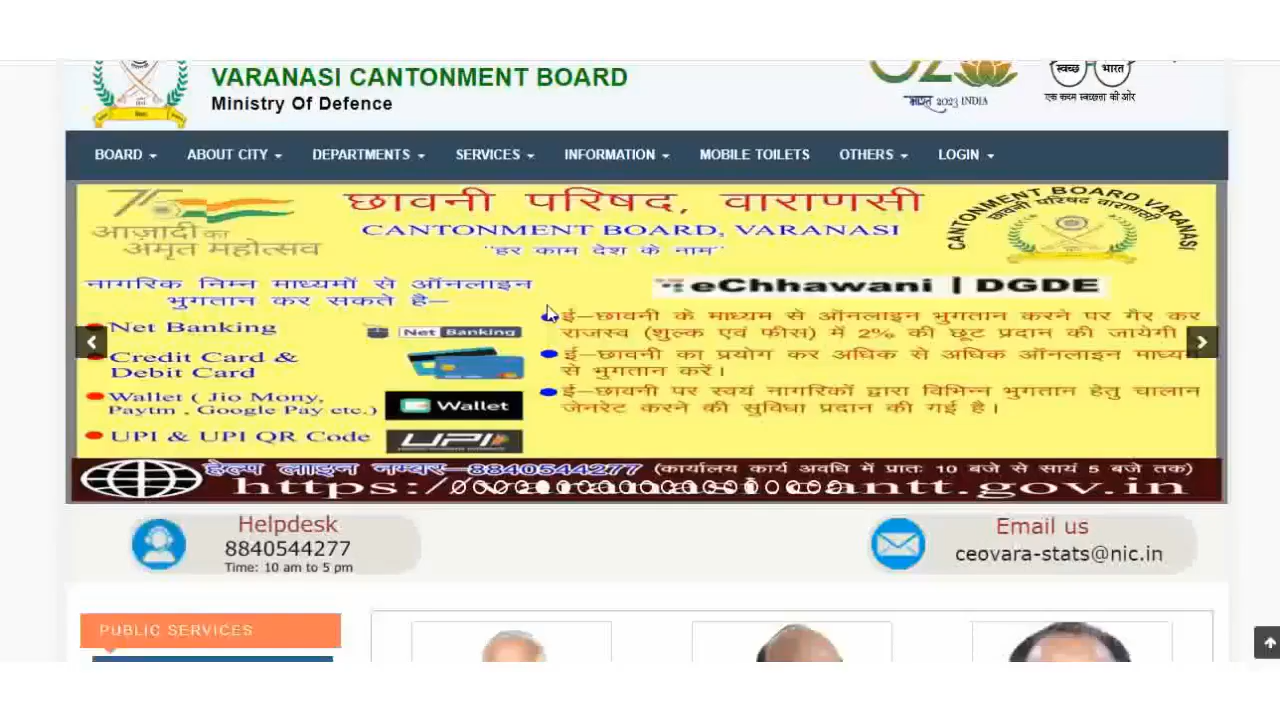 VARANASI CANTONMENT BOARD
Ministry Of Defence
भारत 2023 INDIA
स्वच्छ भारत
एक कदम स्वच्छता की ओर
BOARD ABOUT CITY DEPARTMENTS SERVICES INFORMATION MOBILE TOILETS OTHERS LOGIN
75
आज़ादी का
अमृत महोत्सव
छावनी परिषद, वाराणसी
CANTONMENT BOARD, VARANASI
"हर काम देश के नाम"
CANTONMENT BOARD VARANASI
छावनी परिषद वाराणसी
नागरिक निम्न माध्यमों से ऑनलाइन
भुगतान कर सकते है–
Net Banking
Net Banking
Credit Card &
Debit Card
Wallet ( Jio Mony,
Paytm , Google Pay etc.)
Wallet
UPI & UPI QR Code
UPI
eChhawani | DGDE
ई–छावनी के माध्यम से ऑनलाइन भुगतान करने पर गैर कर
राजस्व (शुल्क एवं फीस) में 2% की छूट प्रदान की जायेगी
ई–छावनी का प्रयोग कर अधिक से अधिक ऑनलाइन माध्यम
से भुगतान करें।
ई–छावनी पर स्वयं नागरिकों द्वारा विभिन्न भुगतान हेतु चालान
जेनरेट करने की सुविधा प्रदान की गई है।
हेल्प लाइन नम्बर–8840544277 (कार्यालय कार्य अवधि में प्रातः 10 बजे से सायं 5 बजे तक)
https://varanasi.cantt.gov.in
Helpdesk
8840544277
Time: 10 am to 5 pm
Email us
ceovara-stats@nic.in
PUBLIC SERVICES